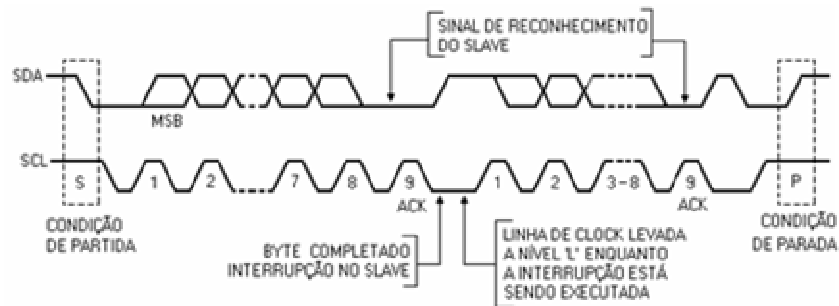 SINAL DE RECONHECIMENTO
DO SLAVE
SDA
MSB
SCL
S
1
2
7
8
9
1
2
3-8
9
P
ACK
ACK
CONDIÇÃO
DE PARTIDA
BYTE COMPLETADO
INTERRUPÇÃO NO SLAVE
LINHA DE CLOCK LEVADA
A NÍVEL "L" ENQUANTO
A INTERRUPÇÃO ESTÁ
SENDO EXECUTADA
CONDIÇÃO
DE PARADA